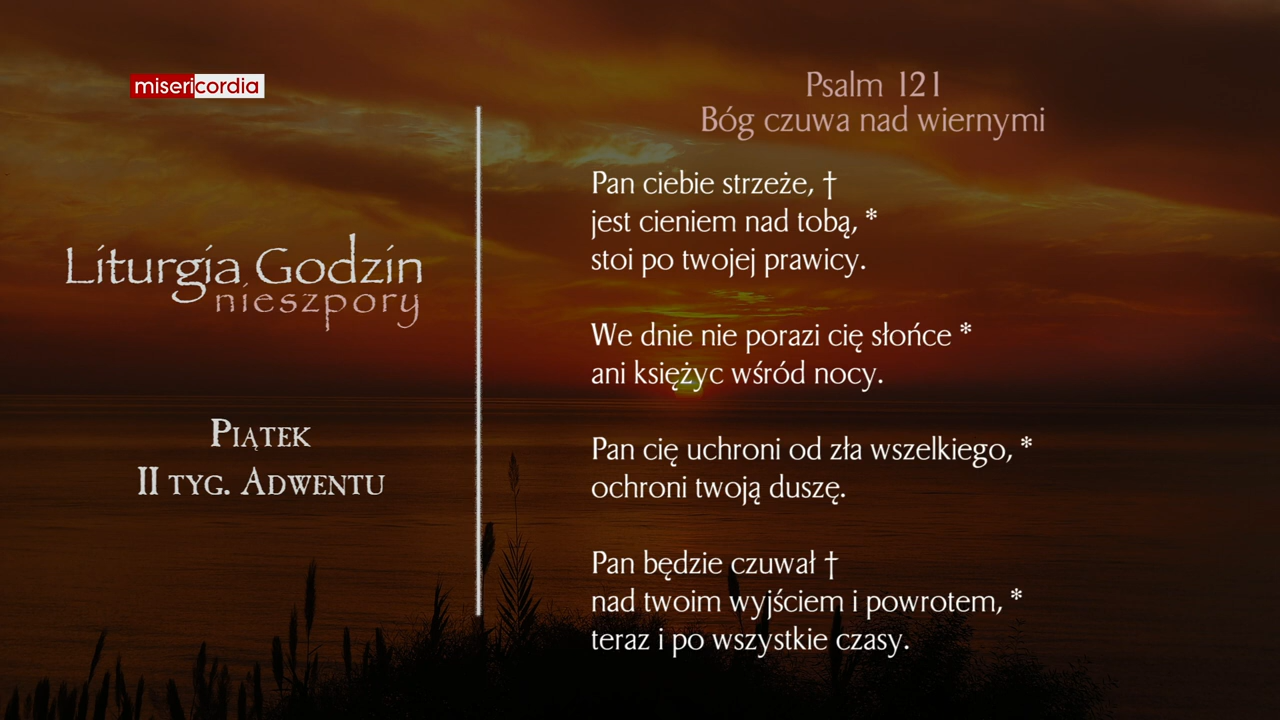 misericordia
Liturgia Godzin
nieszpory
Piątek
II tyg. Adwentu
Psalm 121
Bóg czuwa nad wiernymi
Pan ciebie strzeże, †
jest cieniem nad tobą, *
stoi po twojej prawicy.
We dnie nie porazi cię słońce *
ani księżyc wśród nocy.
Pan cię uchroni od zła wszelkiego, *
ochroni twoją duszę.
Pan będzie czuwał †
nad twoim wyjściem i powrotem, *
teraz i po wszystkie czasy.